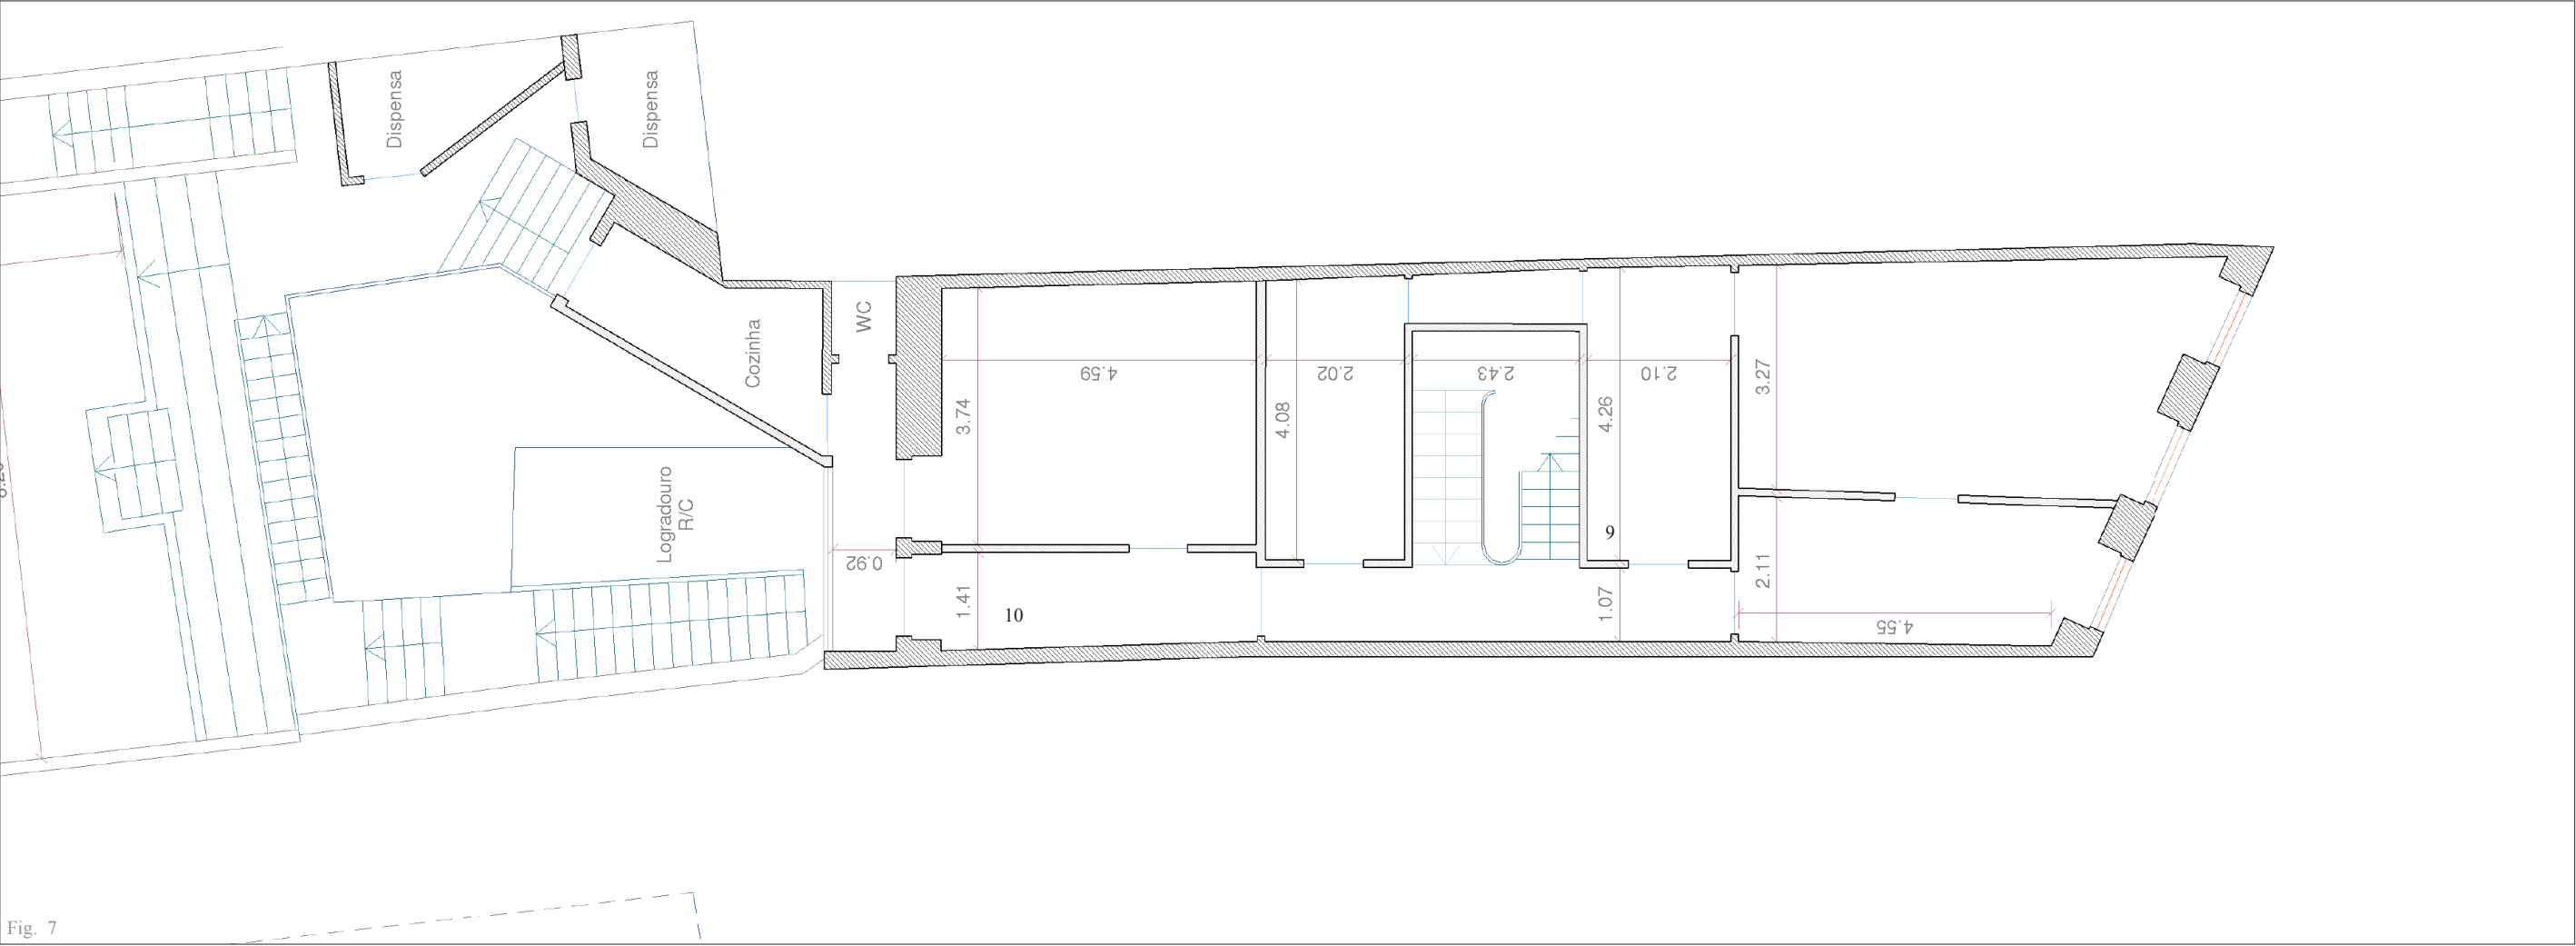 Dispensa
Dispensa
WC
Cozinha
4.59
2.02
2.43
2.10
3.74
4.08
4.26
3.27
Logradouro
R/C
9
0.92
1.41
10
1.07
2.11
4.55
Fig. 7